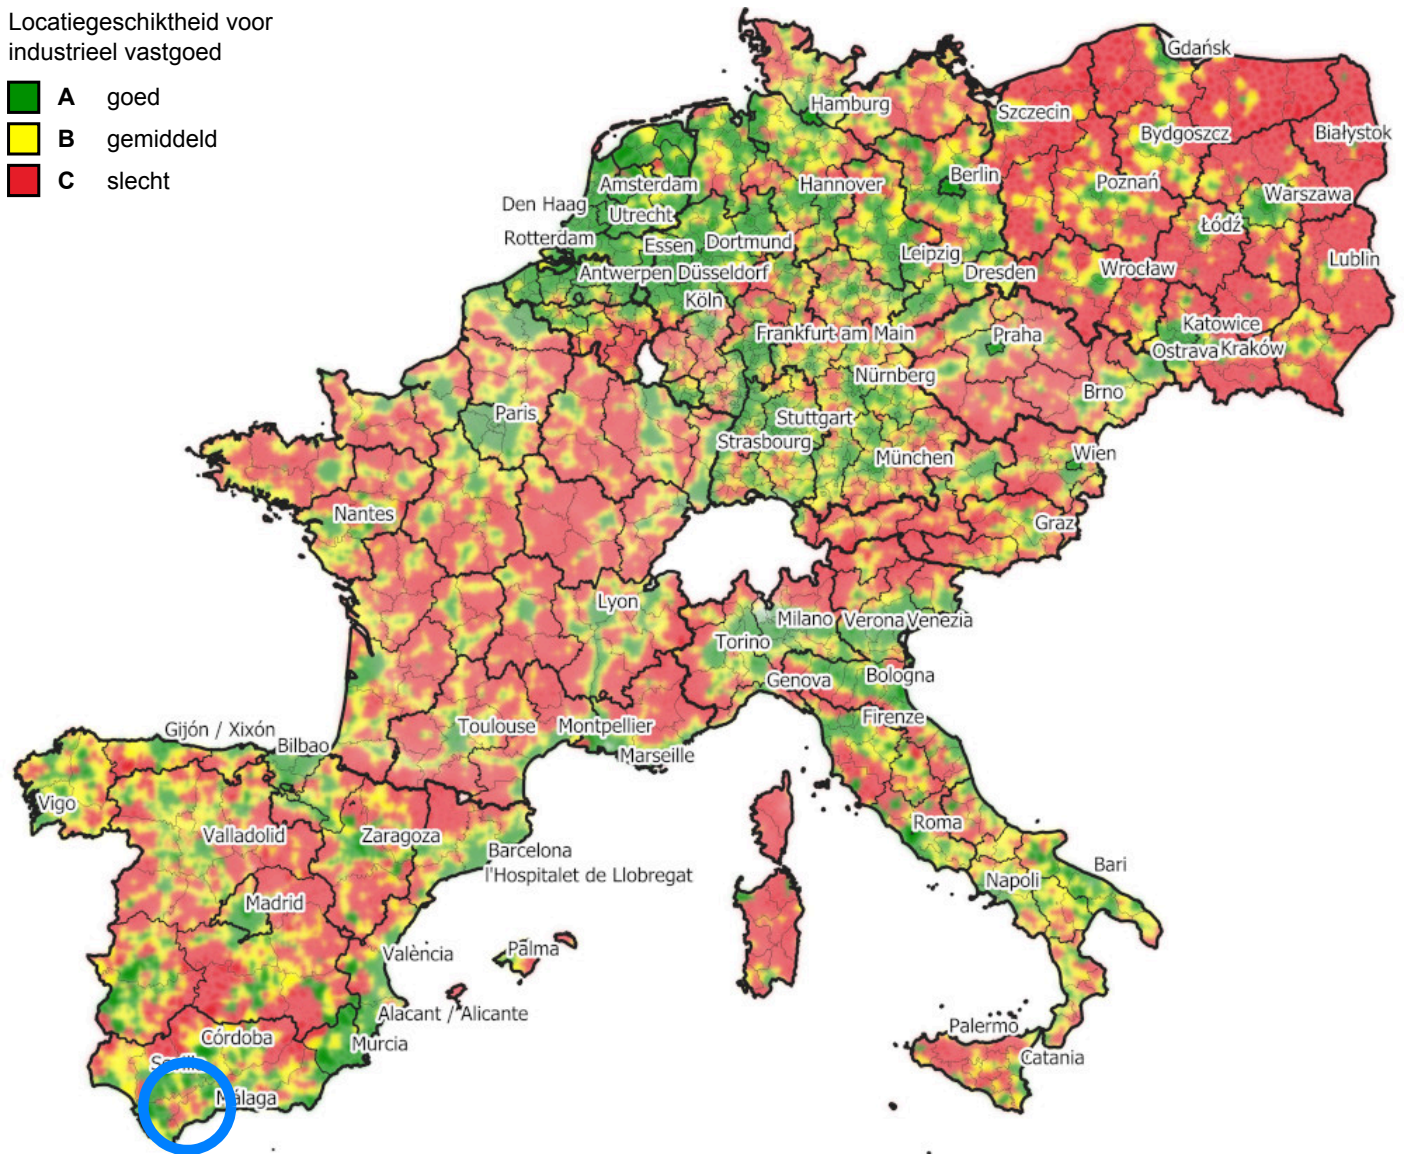 Locatiegeschiktheid voor
industrieel vastgoed
A goed
B gemiddeld
C slecht
Gdańsk
Hamburg
Szczecin
Bydgoszcz
Białystok
Amsterdam
Hannover
Berlin
Poznań
Warszawa
Den Haag
Utrecht
Łódź
Rotterdam
Essen
Dortmund
Leipzig
Lublin
Antwerpen
Düsseldorf
Dresden
Wrocław
Köln
Katowice
Frankfurt am Main
Praha
Ostrava
Kraków
Nürnberg
Brno
Paris
Stuttgart
Strasbourg
München
Wien
Nantes
Graz
Lyon
Milano
Verona
Venezia
Torino
Genova
Bologna
Firenze
Toulouse
Montpellier
Gijón / Xixón
Bilbao
Marseille
Vigo
Valladolid
Zaragoza
Roma
Barcelona
Bari
l'Hospitalet de Llobregat
Napoli
Madrid
València
Palma
Alacant / Alicante
Palermo
Córdoba
Murcia
Catania
Málaga